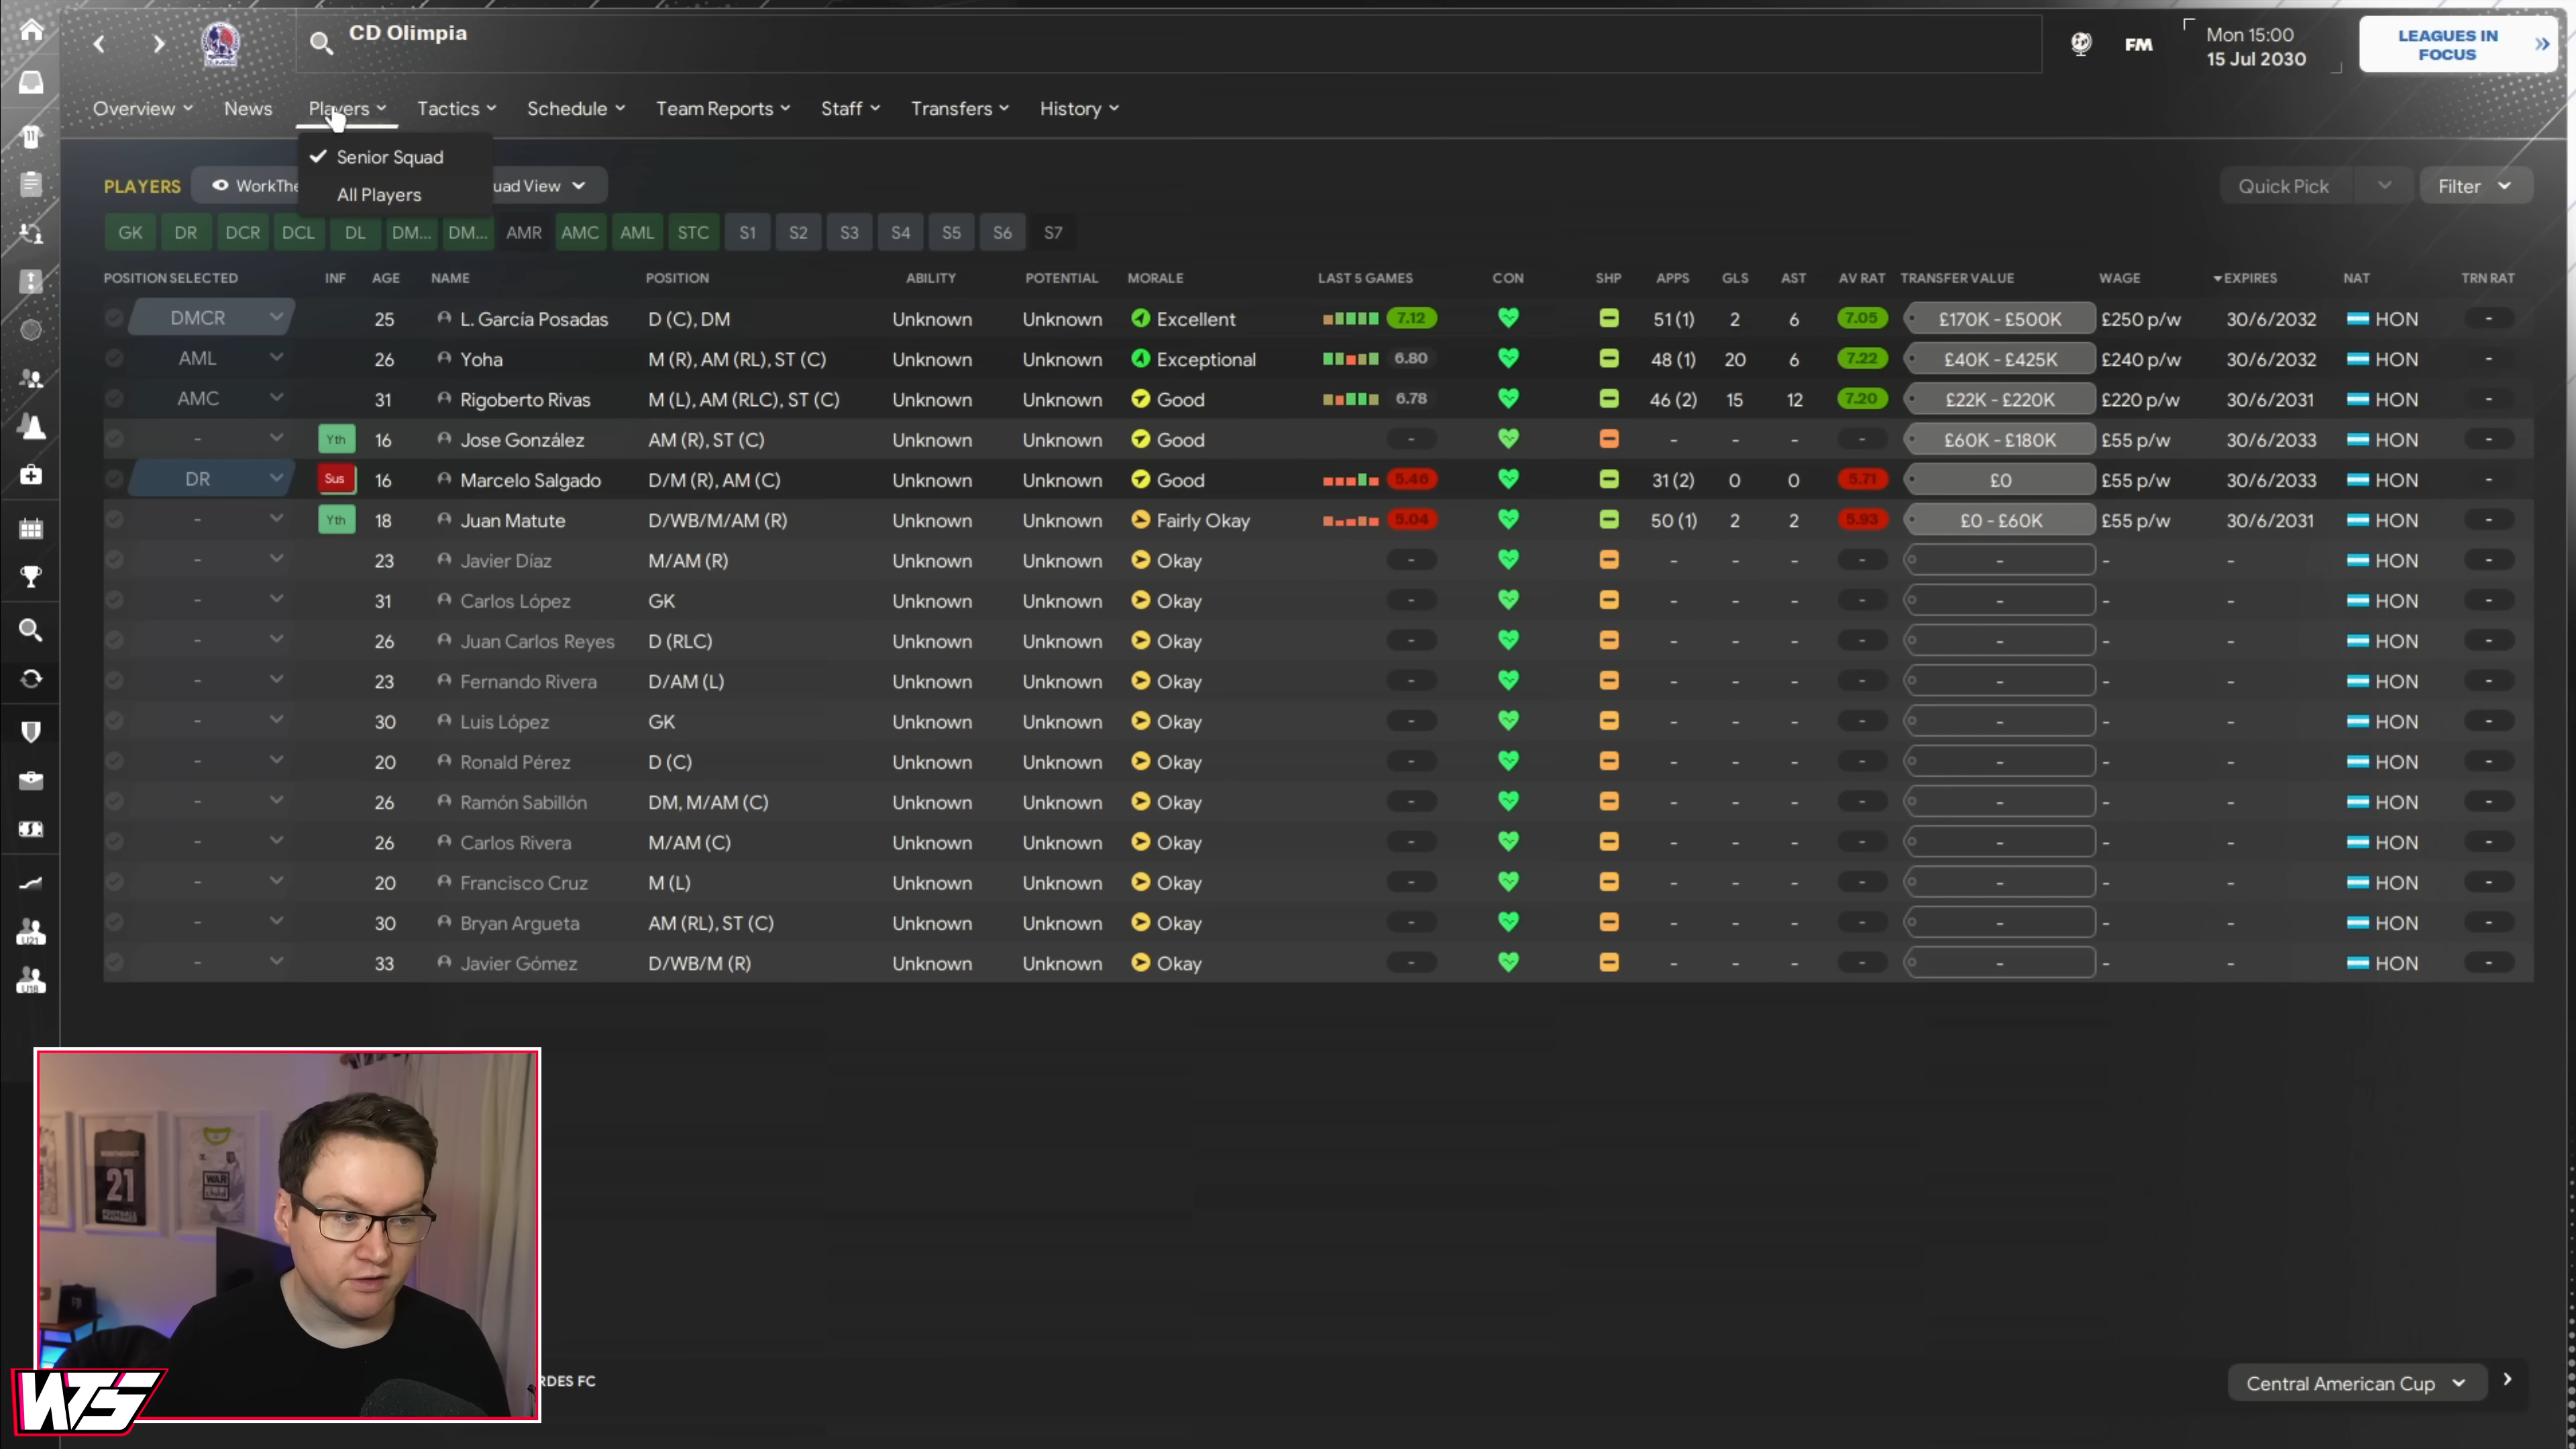 CD Olimpia
FM
Mon 15:00
15 Jul 2030
LEAGUES IN
FOCUS
Overview
News
Players
Tactics
Schedule
Team Reports
Staff
Transfers
History
Senior Squad
All Players
PLAYERS
WorkThe
uad View
Quick Pick
Filter
GK DR DCR DCL DL DM... DM... AMR AMC AML STC S1 S2 S3 S4 S5 S6 S7
POSITION SELECTED INF AGE NAME POSITION ABILITY POTENTIAL MORALE LAST 5 GAMES CON SHP APPS GLS AST AV RAT TRANSFER VALUE WAGE EXPIRES NAT TRN RAT
DMCR 25 L. García Posadas D (C), DM Unknown Unknown Excellent 7.12 51 (1) 2 6 7.05 £170K - £500K £250 p/w 30/6/2032 HON -
AML 26 Yoha M (R), AM (RL), ST (C) Unknown Unknown Exceptional 6.80 48 (1) 20 6 7.22 £40K - £425K £240 p/w 30/6/2032 HON -
AMC 31 Rigoberto Rivas M (L), AM (RLC), ST (C) Unknown Unknown Good 6.78 46 (2) 15 12 7.20 £22K - £220K £220 p/w 30/6/2031 HON -
- Yth 16 Jose González AM (R), ST (C) Unknown Unknown Good - - - - - £60K - £180K £55 p/w 30/6/2033 HON -
DR Sus 16 Marcelo Salgado D/M (R), AM (C) Unknown Unknown Good 5.46 31 (2) 0 0 5.71 £0 £55 p/w 30/6/2033 HON -
- Yth 18 Juan Matute D/WB/M/AM (R) Unknown Unknown Fairly Okay 5.04 50 (1) 2 2 5.93 £0 - £60K £55 p/w 30/6/2031 HON -
- 23 Javier Díaz M/AM (R) Unknown Unknown Okay - - - - - - - - HON -
- 31 Carlos López GK Unknown Unknown Okay - - - - - - - - HON -
- 26 Juan Carlos Reyes D (RLC) Unknown Unknown Okay - - - - - - - - HON -
- 23 Fernando Rivera D/AM (L) Unknown Unknown Okay - - - - - - - - HON -
- 30 Luis López GK Unknown Unknown Okay - - - - - - - - HON -
- 20 Ronald Pérez D (C) Unknown Unknown Okay - - - - - - - - HON -
- 26 Ramón Sabillón DM, M/AM (C) Unknown Unknown Okay - - - - - - - - HON -
- 26 Carlos Rivera M/AM (C) Unknown Unknown Okay - - - - - - - - HON -
- 20 Francisco Cruz M (L) Unknown Unknown Okay - - - - - - - - HON -
- 30 Bryan Argueta AM (RL), ST (C) Unknown Unknown Okay - - - - - - - - HON -
- 33 Javier Gómez D/WB/M (R) Unknown Unknown Okay - - - - - - - - HON -
11
U21
U18
21
FOOTBALL
MANAGER
WAR
WTS
RDES FC
Central American Cup